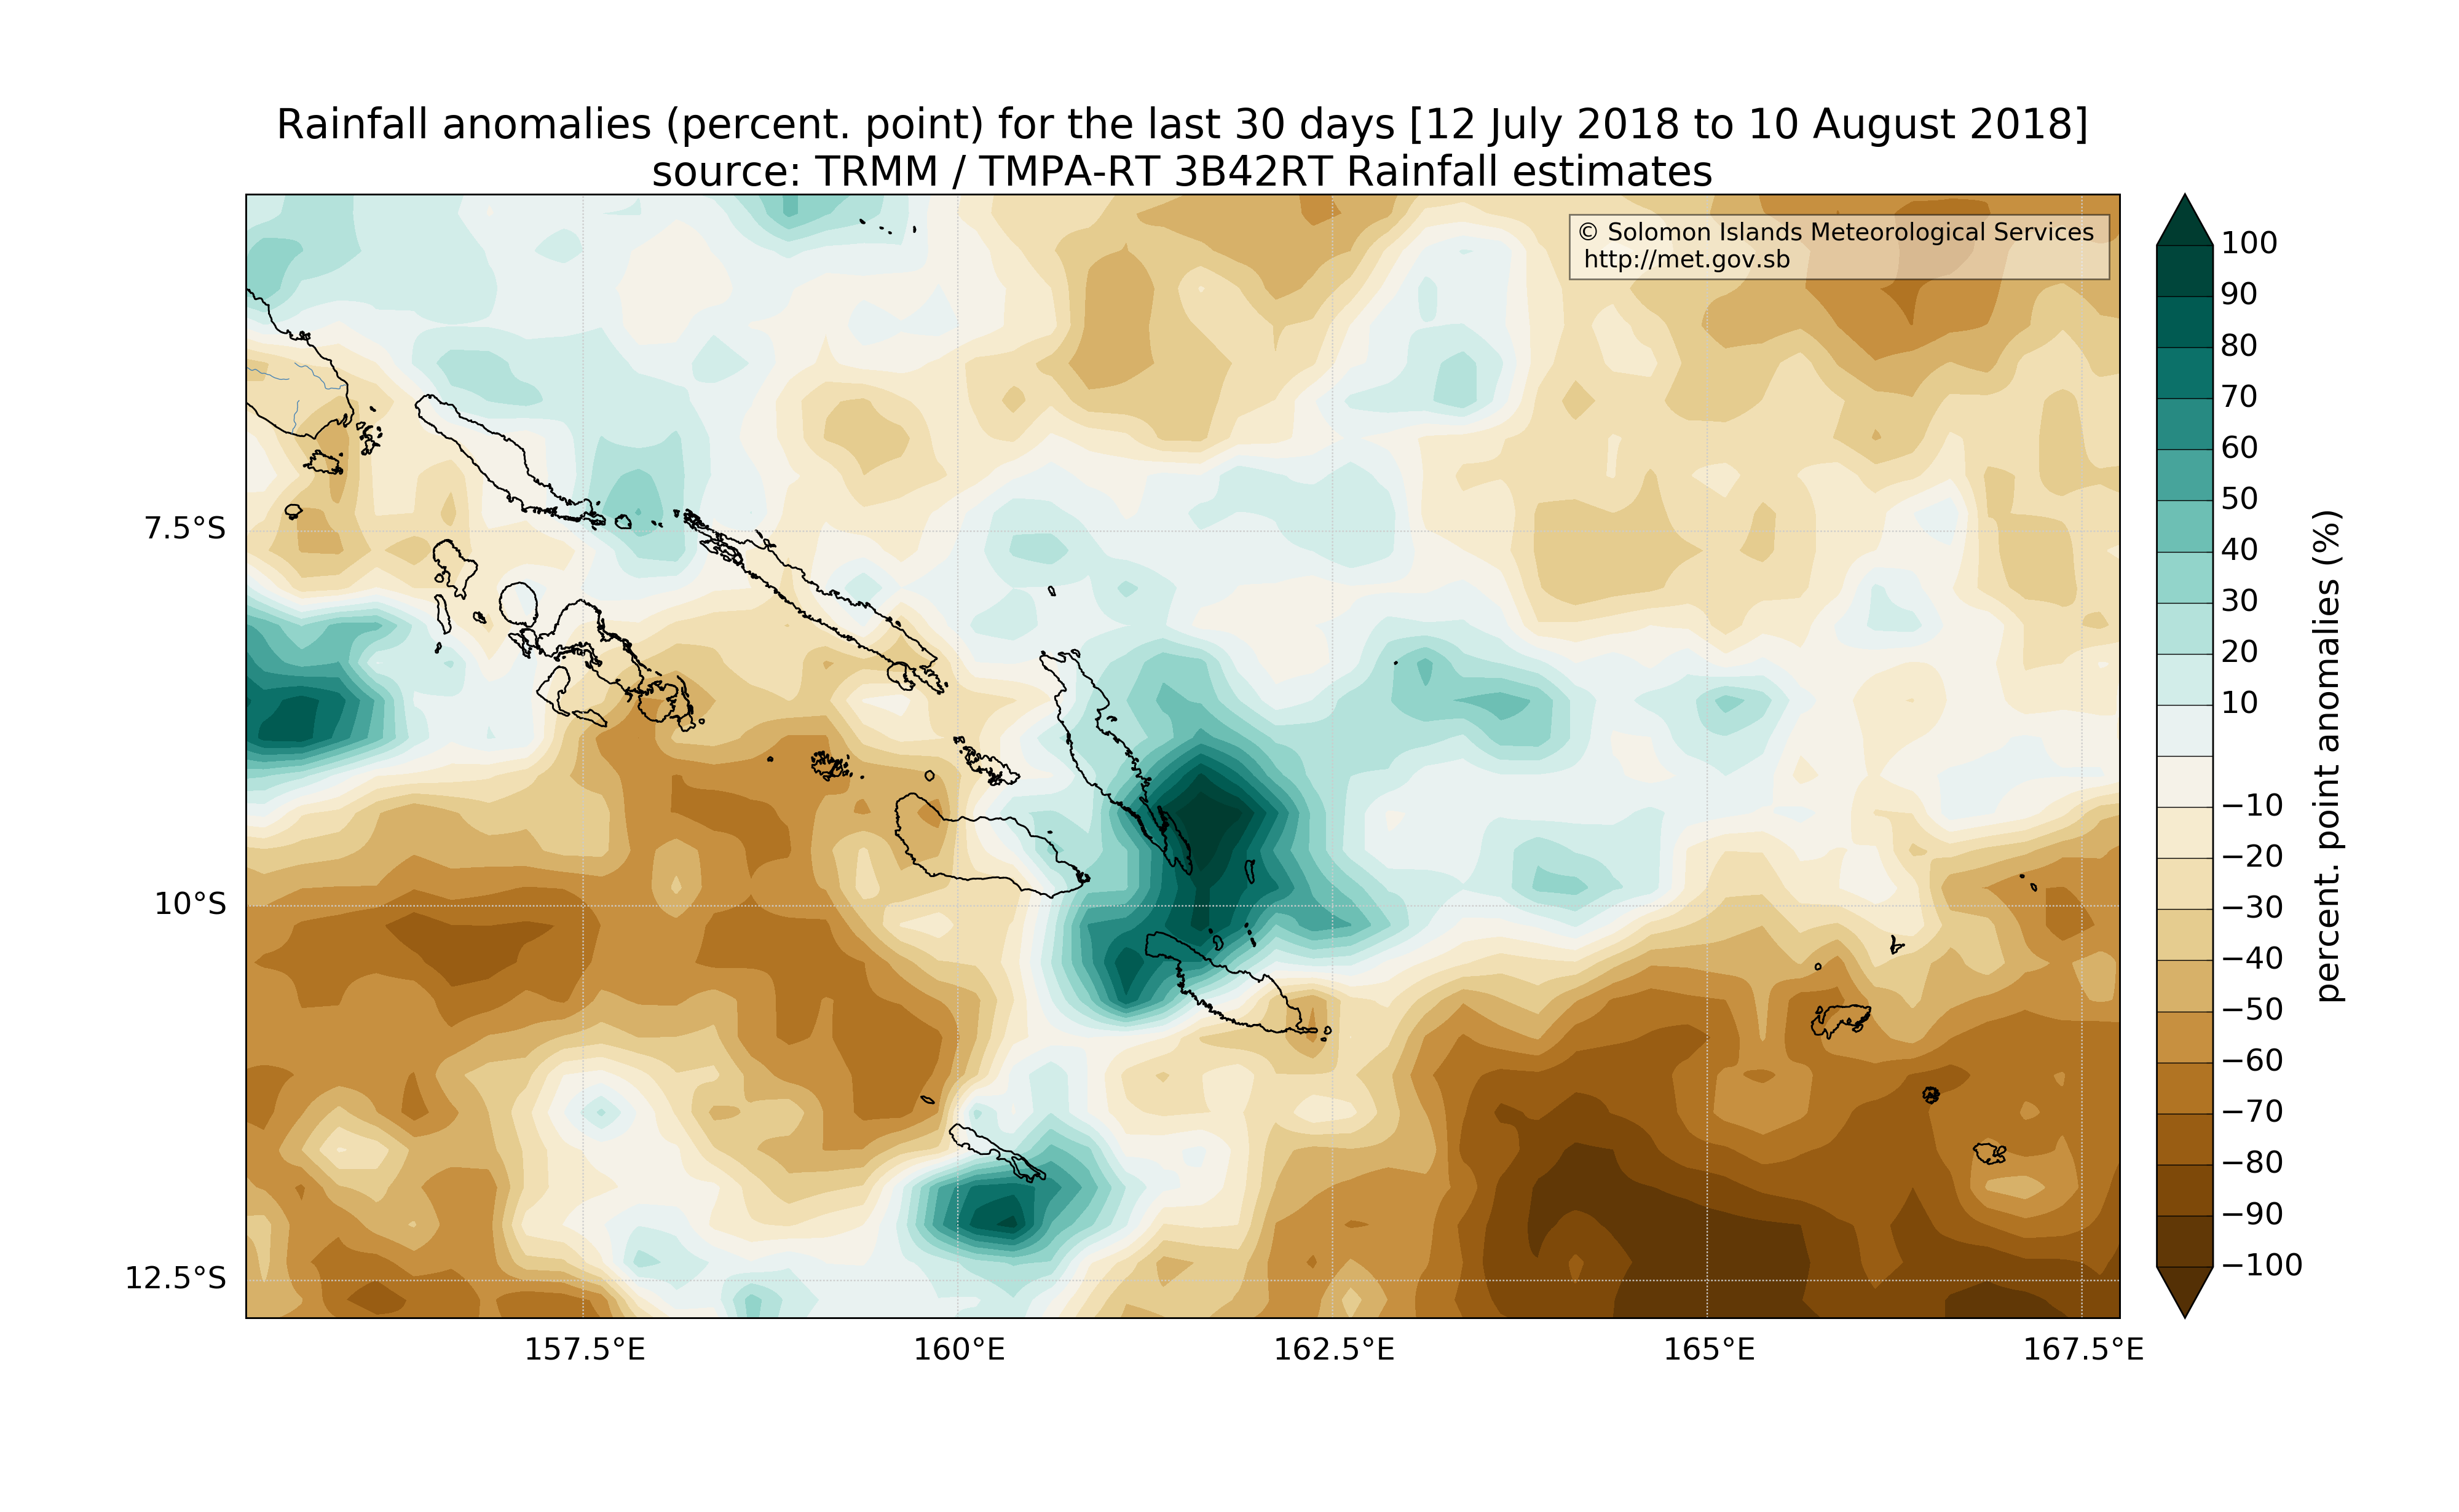 Rainfall anomalies (percent. point) for the last 30 days [12 July 2018 to 10 August 2018]
source: TRMM / TMPA-RT 3B42RT Rainfall estimates
© Solomon Islands Meteorological Services
http://met.gov.sb
7.5°S
10°S
12.5°S
157.5°E
160°E
162.5°E
165°E
167.5°E
100
90
80
70
60
50
40
30
20
10
−10
−20
−30
−40
−50
−60
−70
−80
−90
−100
percent. point anomalies (%)